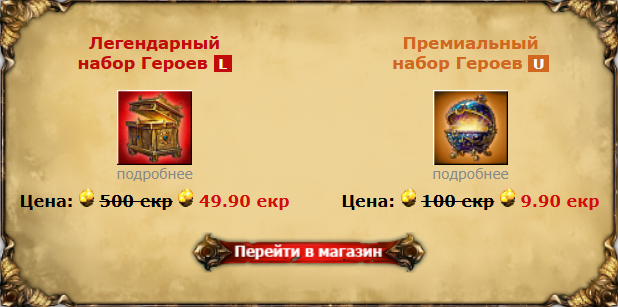 Легендарный
набор Героев L
подробнее
Цена: 500 екр 49.90 екр
Премиальный
набор Героев U
подробнее
Цена: 100 екр 9.90 екр
Перейти в магазин